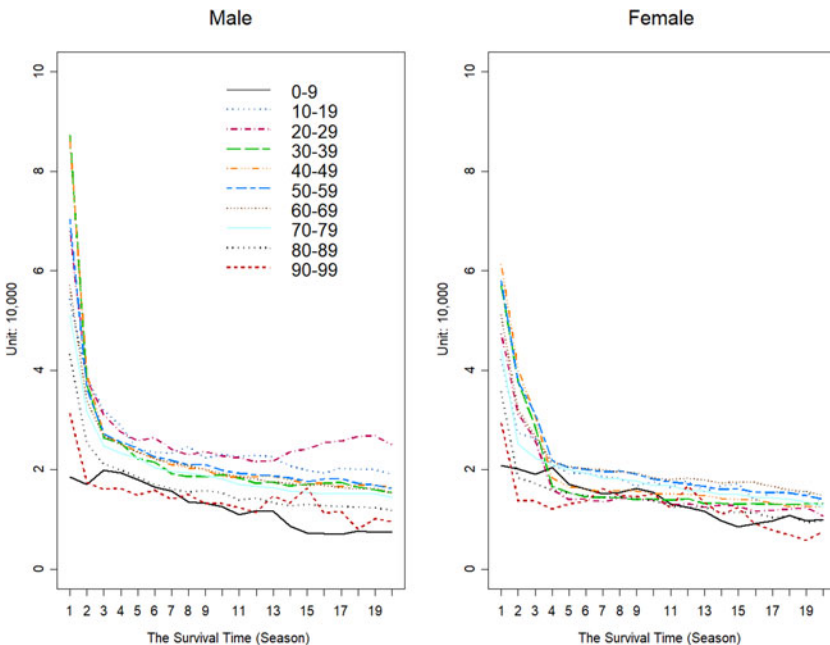 Male
Female
Unit: 10,000
0
2
4
6
8
10
0-9
10-19
20-29
30-39
40-49
50-59
60-69
70-79
80-89
90-99
1 2 3 4 5 6 7 8 9 11 13 15 17 19
The Survival Time (Season)
Unit: 10,000
0
2
4
6
8
10
1 2 3 4 5 6 7 8 9 11 13 15 17 19
The Survival Time (Season)